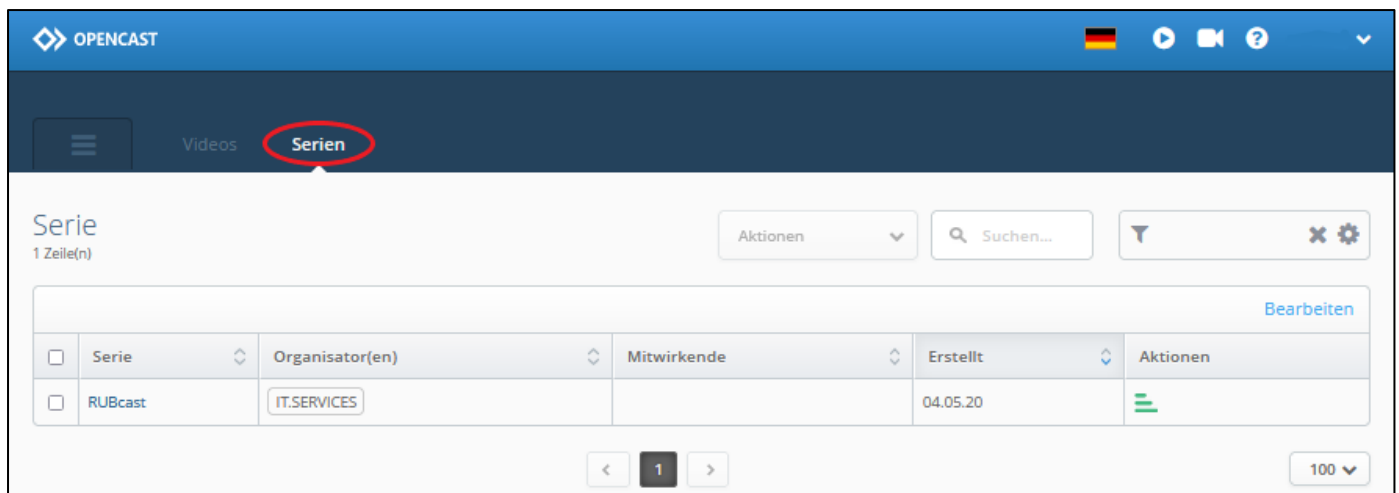 OPENCAST
Videos Serien
Serie
1 Zeile(n)
Aktionen Suchen...
Bearbeiten
Serie Organisator(en) Mitwirkende Erstellt Aktionen
RUBcast IT.SERVICES 04.05.20
< 1 > 100